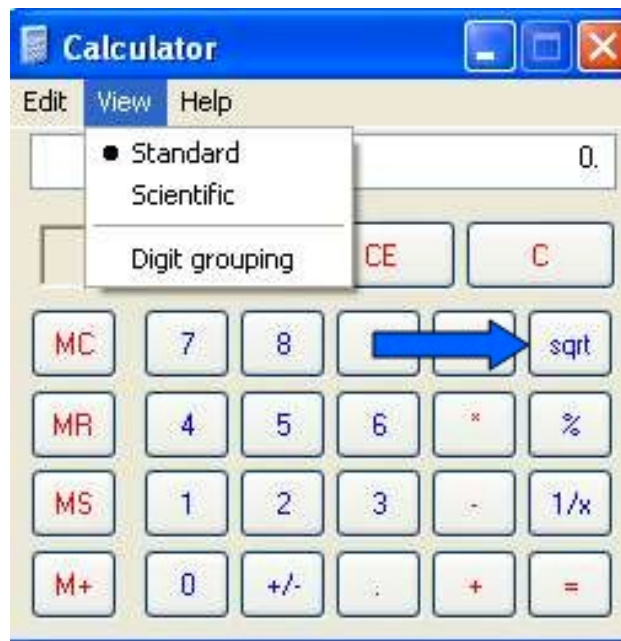 Calculator
Edit View Help
Standard
0.
Scientific
Digit grouping
CE C
MC 7 8 sqrt
MR 4 5 6 * %
MS 1 2 3 - 1/x
M+ 0 +/- + =